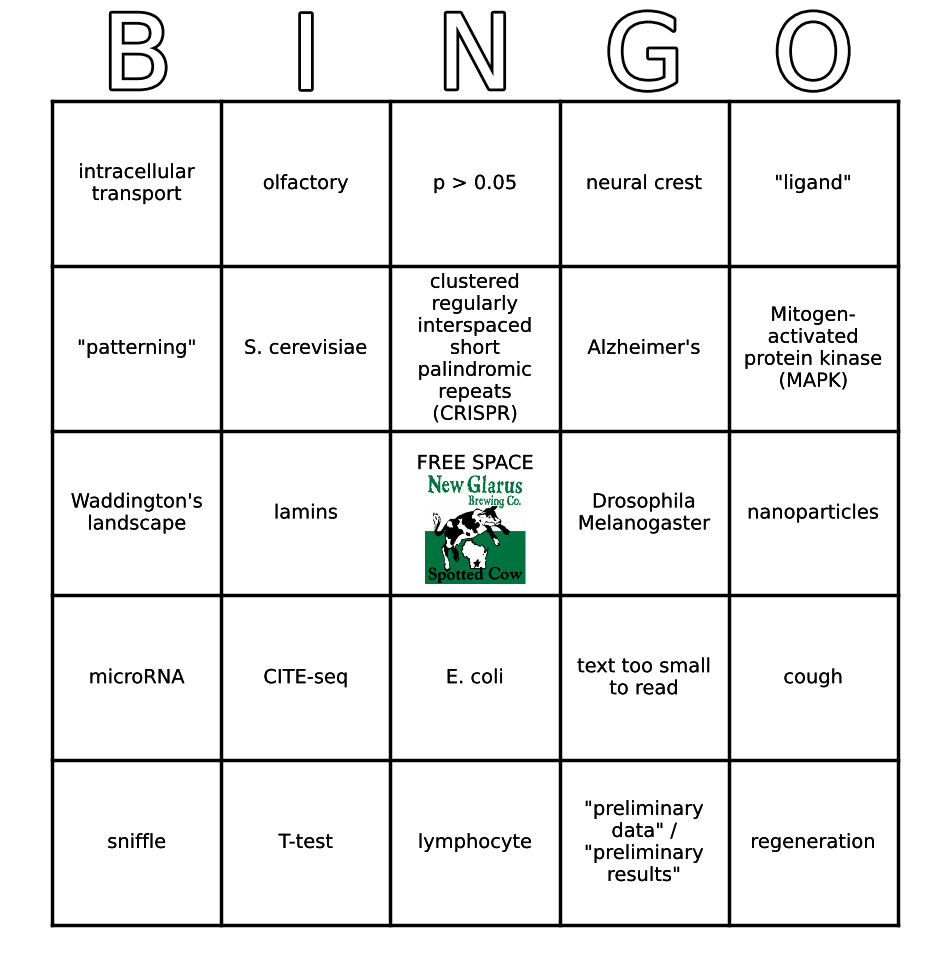 B I N G O
intracellular
transport
olfactory
p > 0.05
neural crest
"ligand"
"patterning"
S. cerevisiae
clustered
regularly
interspaced
short
palindromic
repeats
(CRISPR)
Alzheimer's
Mitogen-
activated
protein kinase
(MAPK)
Waddington's
landscape
lamins
FREE SPACE
New Glarus
Brewing Co.
Spotted Cow
Drosophila
Melanogaster
nanoparticles
microRNA
CITE-seq
E. coli
text too small
to read
cough
sniffle
T-test
lymphocyte
"preliminary
data" /
"preliminary
results"
regeneration